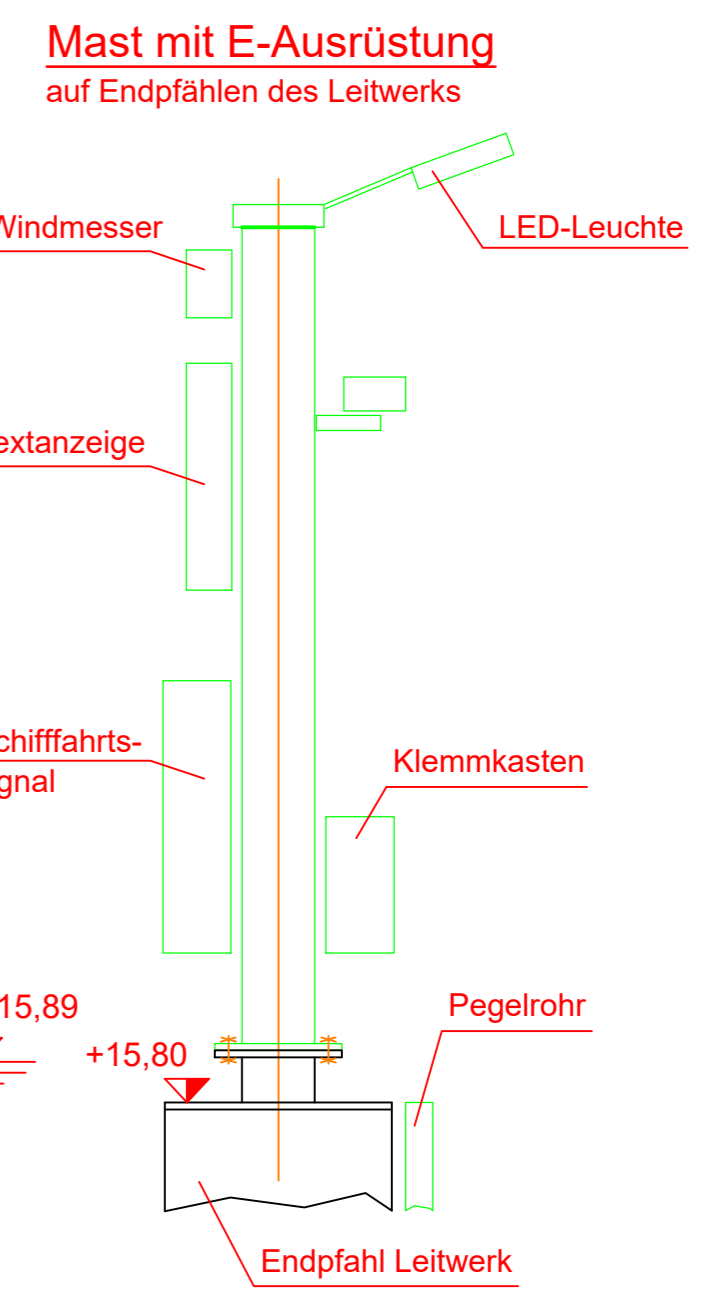 Mast mit E-Ausrüstung
auf Endpfählen des Leitwerks
Windmesser
LED-Leuchte
extanzeige
chifffahrts-
gnal
Klemmkasten
15,89
Pegelrohr
+15,80
Endpfahl Leitwerk